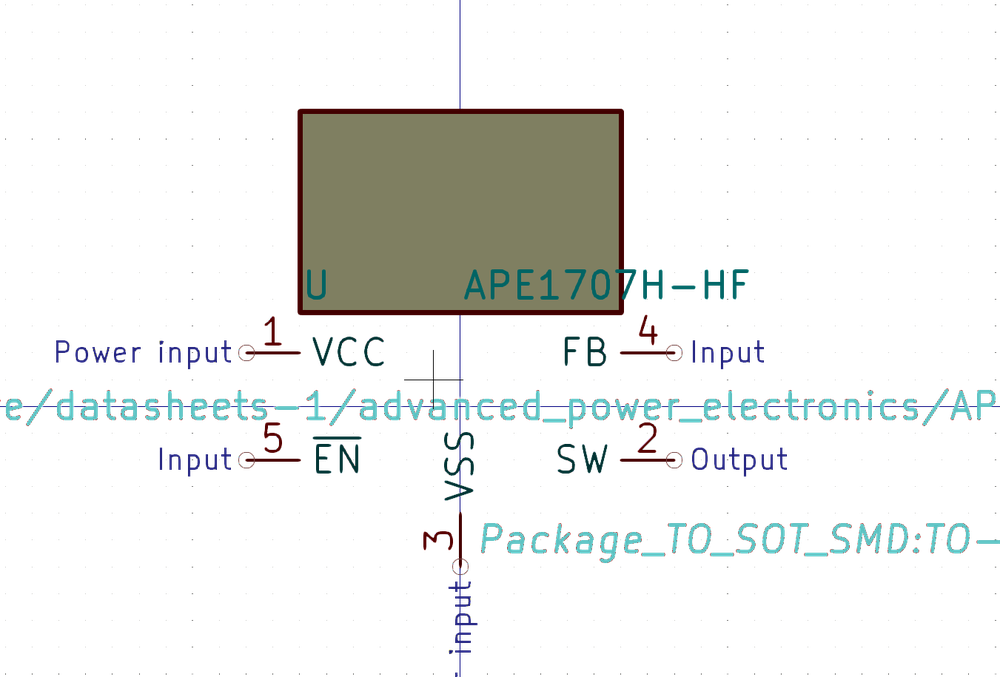 U APE1707H-HF
Power input 1 VCC FB 4 Input
e/datasheets-1/advanced_power_electronics/AP
Input 5 EN SW 2 Output
VSS
3 Package_TO_SOT_SMD:TO-
input